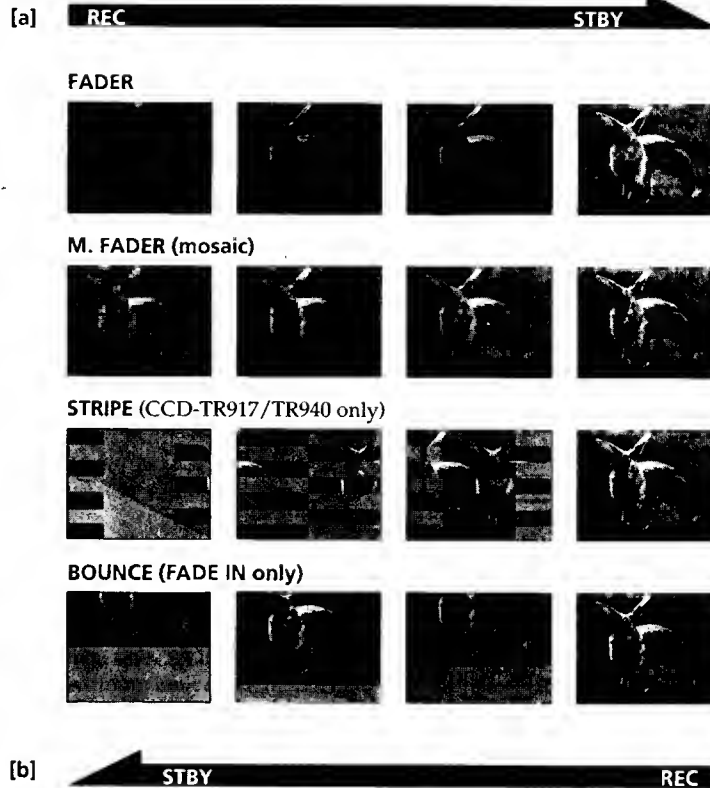 [a] REC STBY
FADER
M. FADER (mosaic)
STRIPE (CCD-TR917/TR940 only)
BOUNCE (FADE IN only)
[b] STBY REC